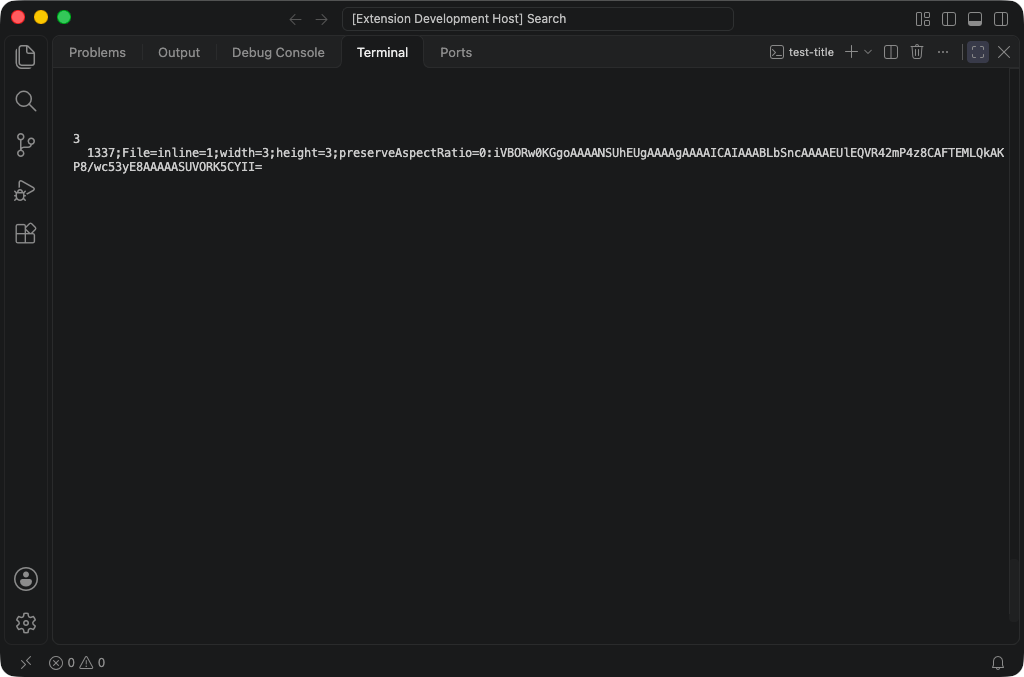 [Extension Development Host] Search
Problems
Output
Debug Console
Terminal
Ports
test-title
3
1337;File=inline=1;width=3;height=3;preserveAspectRatio=0:iVBORw0KGgoAAAANSUhEUgAAAAgAAAAICAIAAABLbSncAAAAEUlEQVR42mP4z8CAFTEMLQkAK
P8/wc53yE8AAAAASUVORK5CYII=
0
0